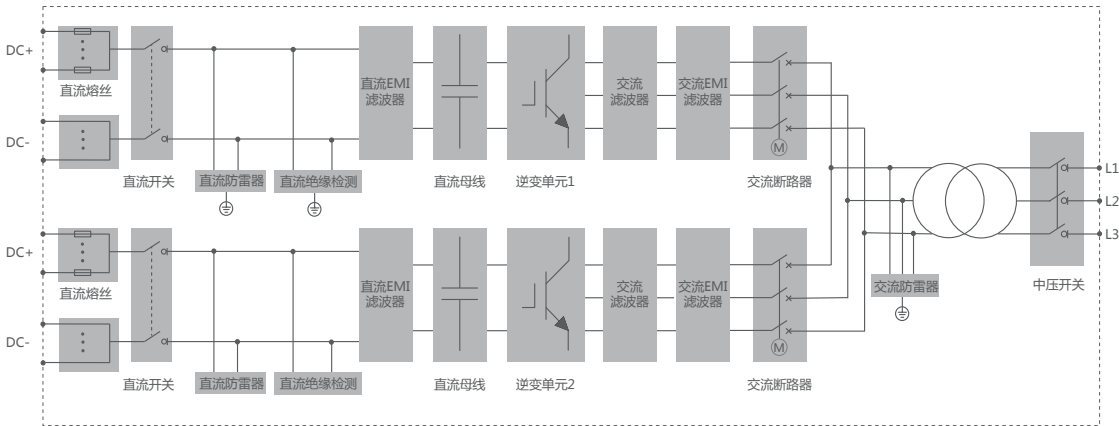 DC+
直流熔丝
DC-
直流开关
直流防雷器
直流绝缘检测
直流EMI
滤波器
直流母线
逆变单元1
交流
滤波器
交流EMI
滤波器
M
交流断路器
L1
L2
L3
中压开关
交流防雷器
DC+
直流熔丝
DC-
直流开关
直流防雷器
直流绝缘检测
直流EMI
滤波器
直流母线
逆变单元2
交流
滤波器
交流EMI
滤波器
M
交流断路器